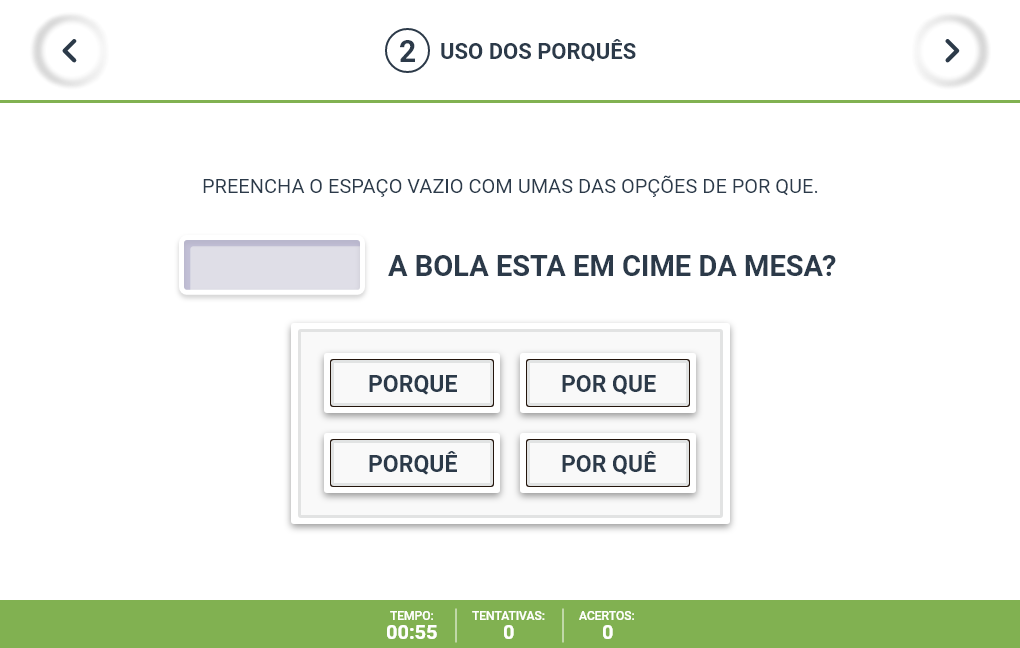 2 USO DOS PORQUÊS
PREENCHA O ESPAÇO VAZIO COM UMAS DAS OPÇÕES DE POR QUE.
A BOLA ESTA EM CIME DA MESA?
PORQUE POR QUE
PORQUÊ POR QUÊ
TEMPO: TENTATIVAS: ACERTOS:
00:55 0 0